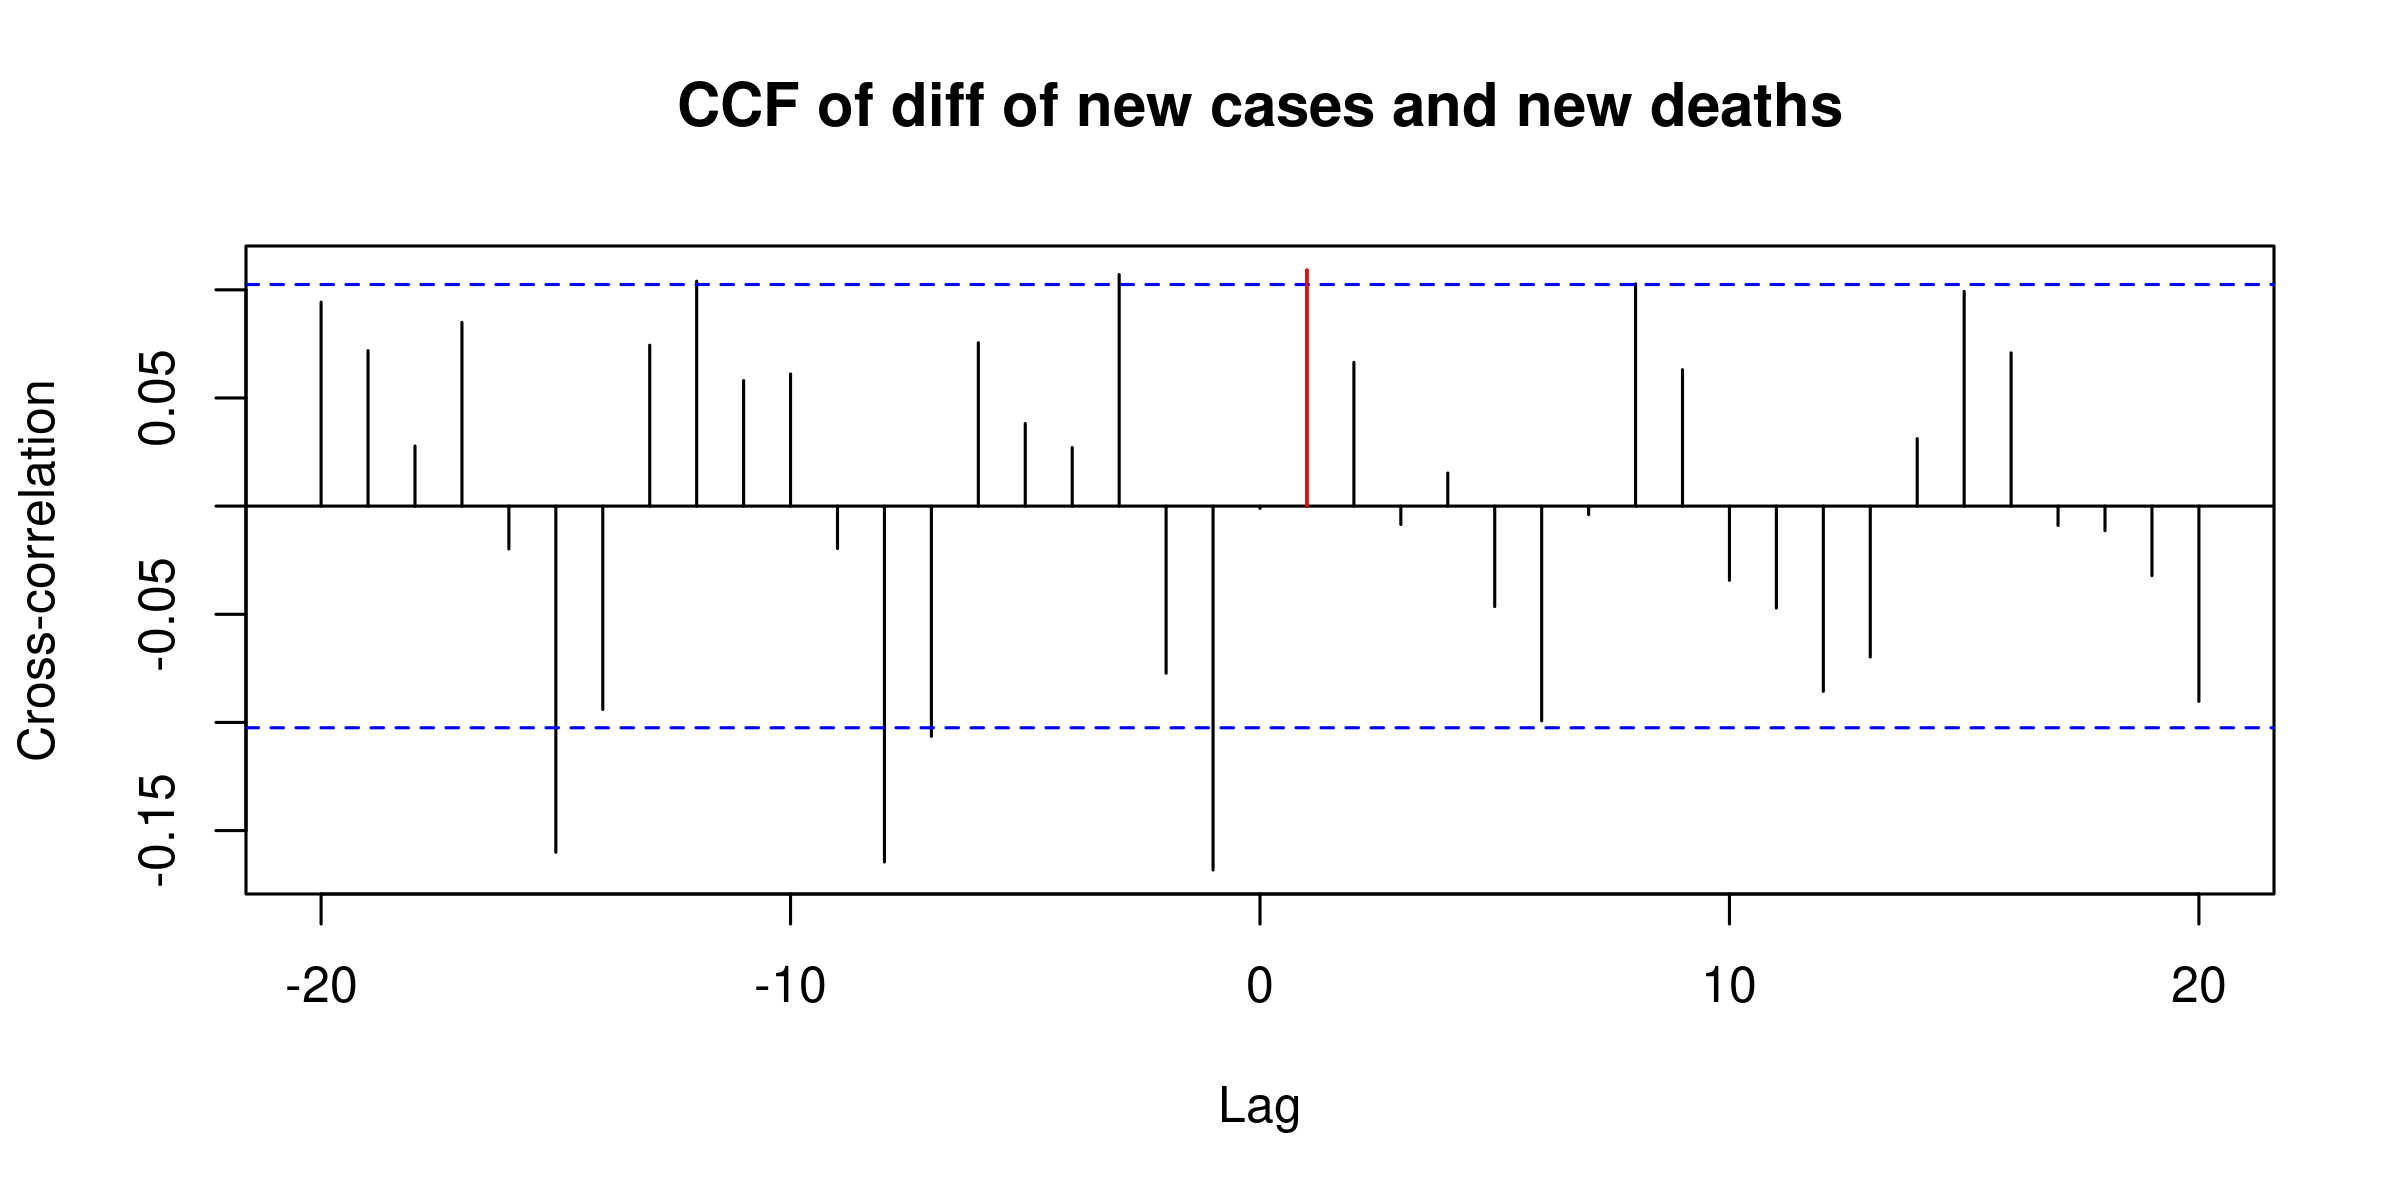 CCF of diff of new cases and new deaths
Cross-correlation
0.05
-0.05
-0.15
-20 -10 0 10 20
Lag